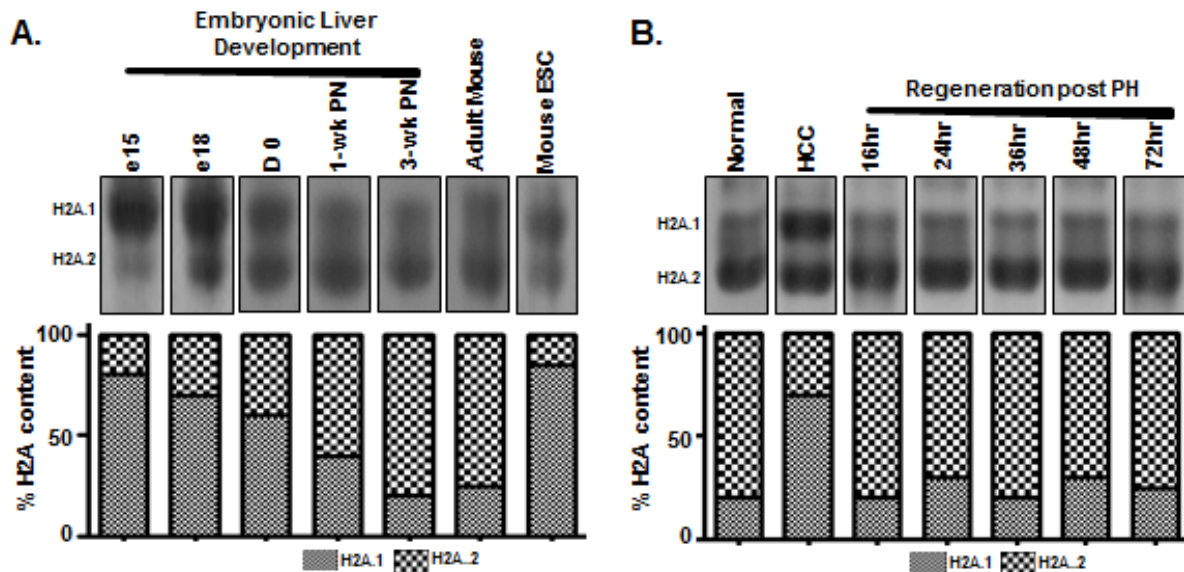 A.
Embryonic Liver
Development
e15
e18
D 0
1-wk PN
3-wk PN
Adult Mouse
Mouse ESC
H2A.1
H2A.2
100
50
0
% H2A content
H2A.1
H2A..2
B.
Regeneration post PH
Normal
HCC
16hr
24hr
36hr
48hr
72hr
H2A.1
H2A.2
100
50
0
% H2A content
H2A.1
H2A..2